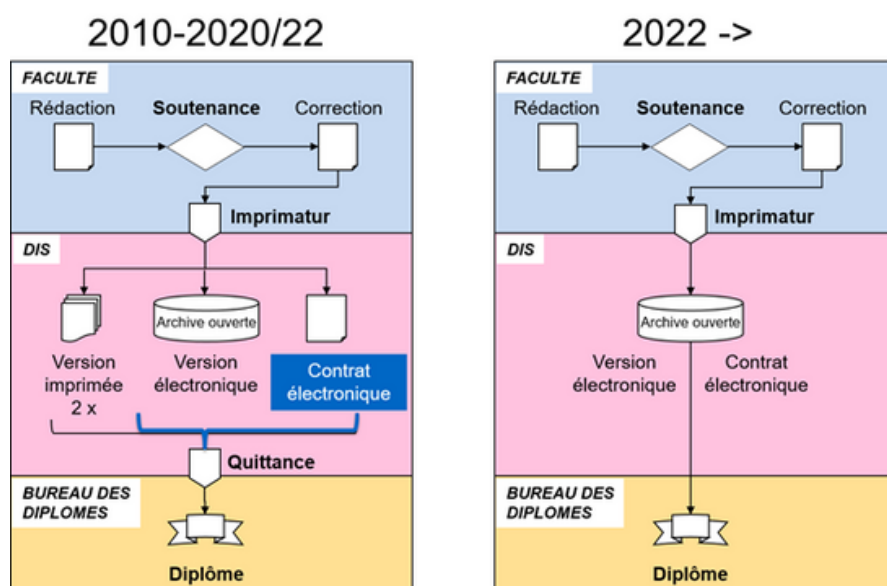 2010-2020/22
FACULTE
Rédaction
Soutenance
Correction
Imprimatur
DIS
Archive ouverte
Version
imprimée
2 x
Version
électronique
Contrat
électronique
Quittance
BUREAU DES
DIPLOMES
Diplôme
2022 ->
FACULTE
Rédaction
Soutenance
Correction
Imprimatur
DIS
Archive ouverte
Version
électronique
Contrat
électronique
BUREAU DES
DIPLOMES
Diplôme